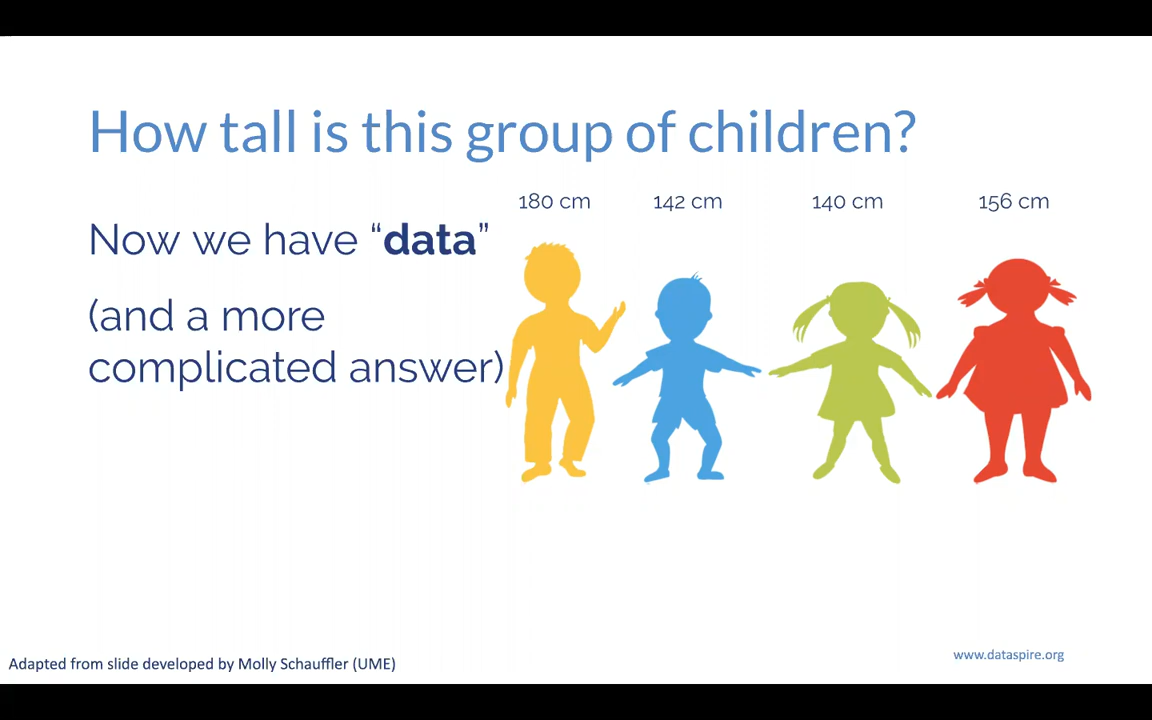 How tall is this group of children?
180 cm 142 cm 140 cm 156 cm
Now we have “data”
(and a more
complicated answer)
Adapted from slide developed by Molly Schauffler (UME)
www.dataspire.org